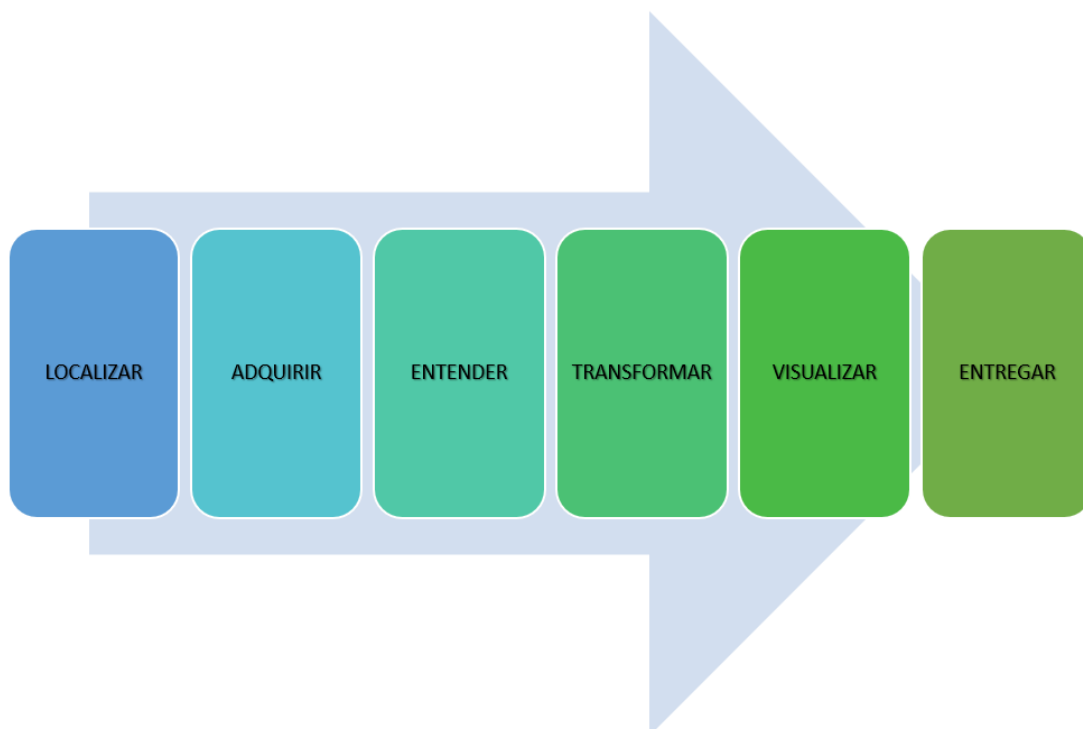 LOCALIZAR
ADQUIRIR
ENTENDER
TRANSFORMAR
VISUALIZAR
ENTREGAR